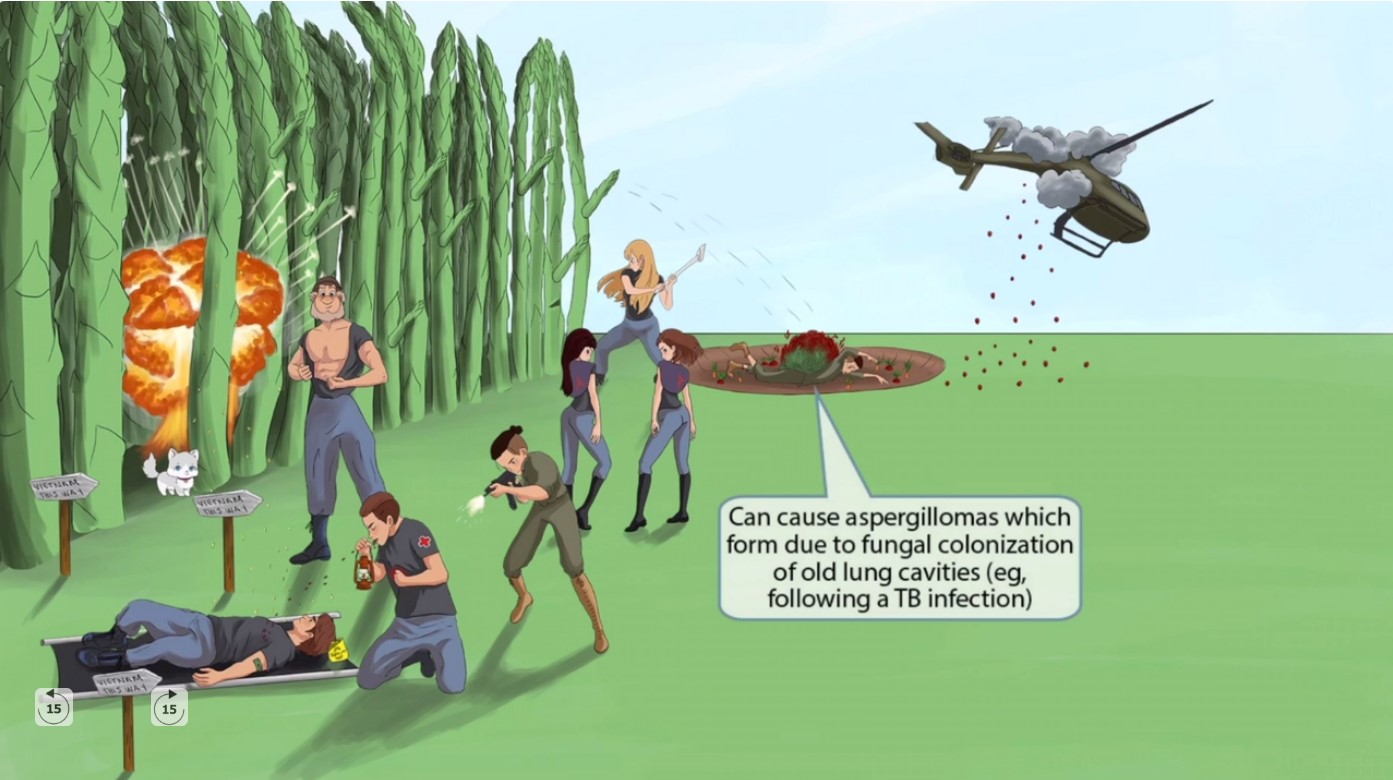 VIETNAM
THIS WAY
VIETNAM
THIS WAY
Can cause aspergillomas which
form due to fungal colonization
of old lung cavities (eg,
following a TB infection)
VIETNAM
THIS WAY
15
15